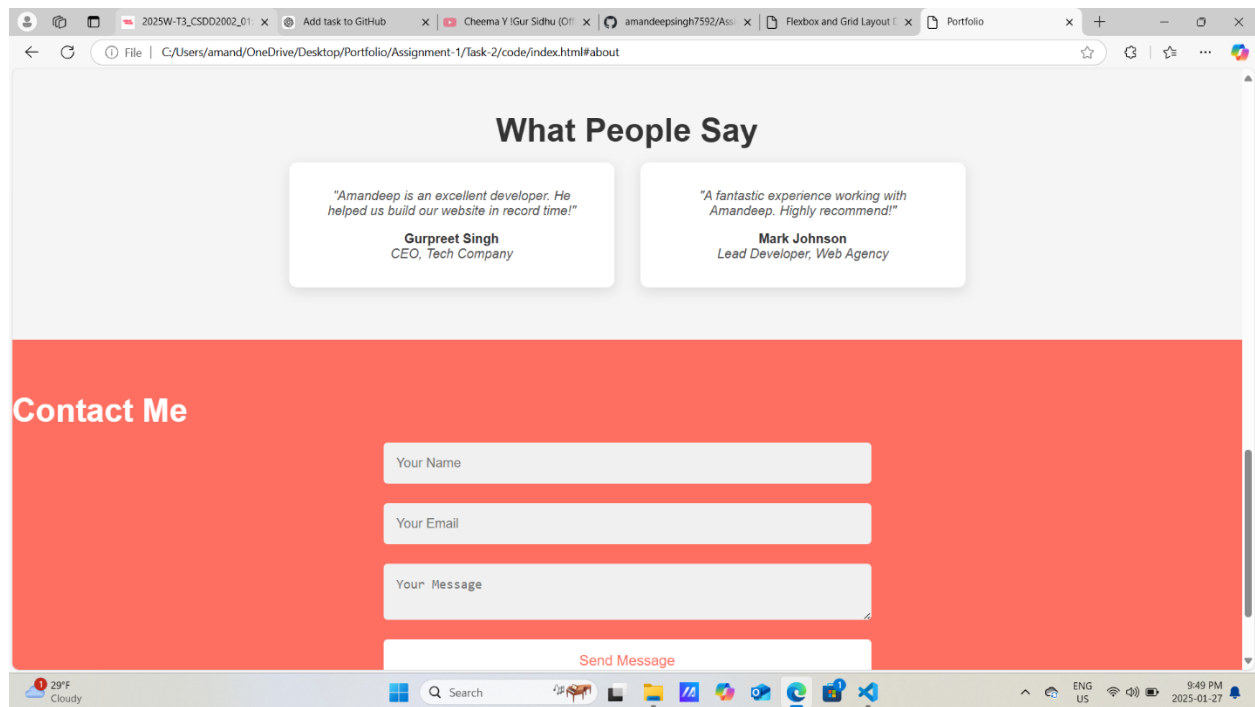 2025W-T3_CSDD2002_01:
Add task to GitHub
Cheema Y !Gur Sidhu (Offi
amandeepsingh7592/Assi
Flexbox and Grid Layout D
Portfolio
File | C:/Users/amand/OneDrive/Desktop/Portfolio/Assignment-1/Task-2/code/index.html#about
What People Say
"Amandeep is an excellent developer. He
helped us build our website in record time!"
Gurpreet Singh
CEO, Tech Company
"A fantastic experience working with
Amandeep. Highly recommend!"
Mark Johnson
Lead Developer, Web Agency
Contact Me
Your Name
Your Email
Your Message
Send Message
1
29°F
Cloudy
Search
ENG
US
9:49 PM
2025-01-27